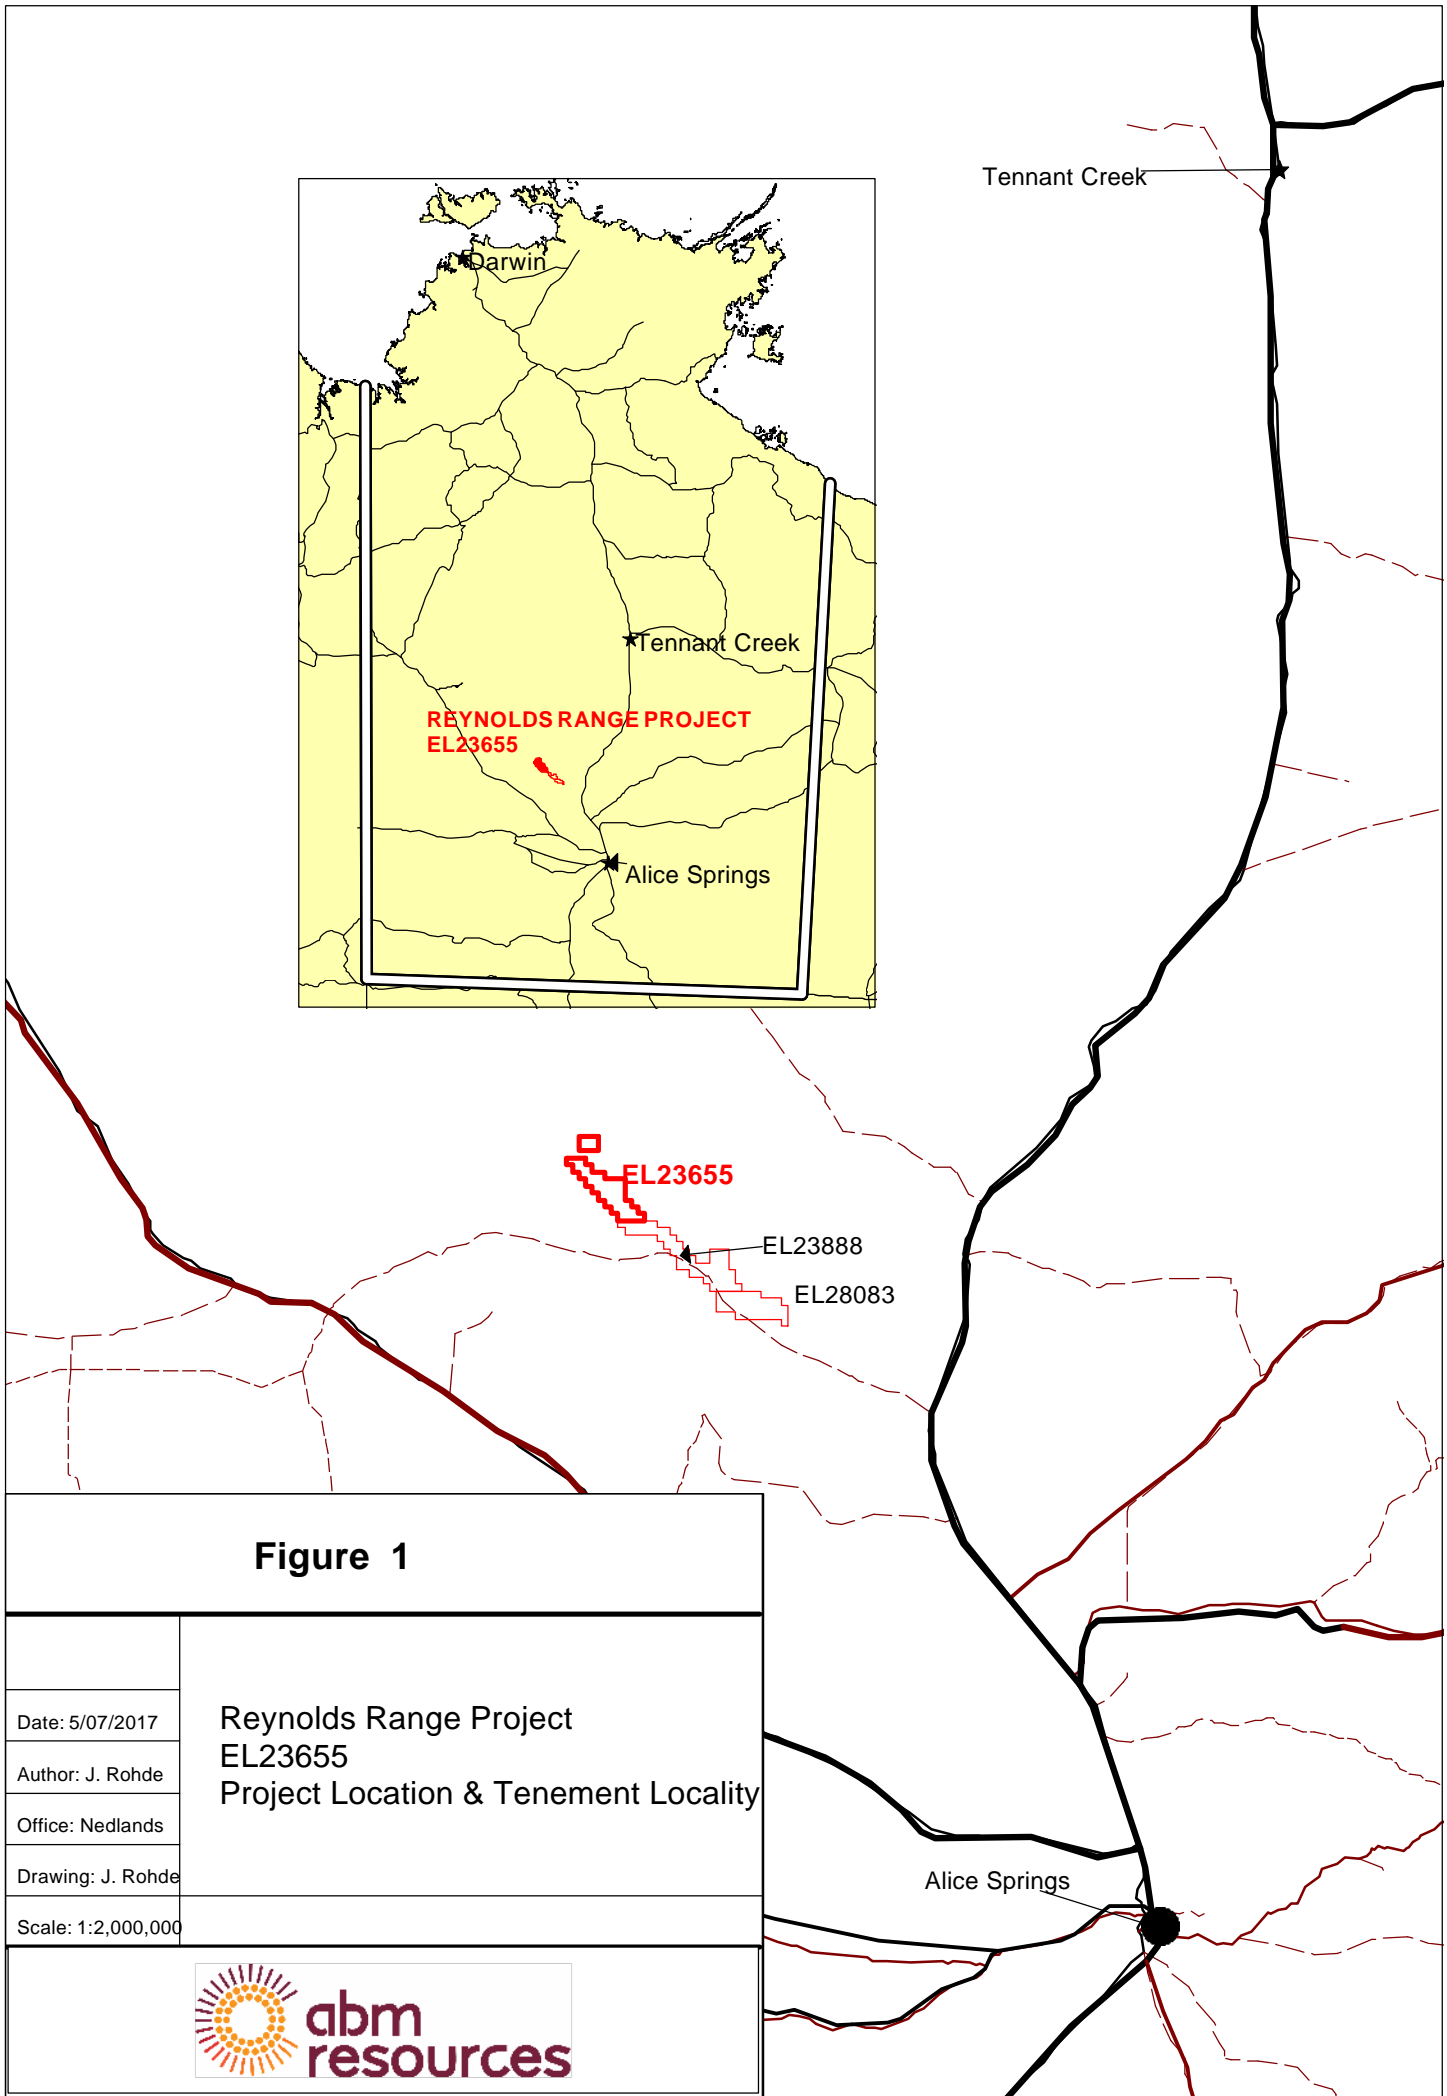 Tennant Creek
Darwin
Tennant Creek
REYNOLDS RANGE PROJECT
EL23655
Alice Springs
EL23655
EL23888
EL28083
Figure 1
Date: 5/07/2017
Author: J. Rohde
Office: Nedlands
Drawing: J. Rohde
Scale: 1:2,000,000
Reynolds Range Project
EL23655
Project Location & Tenement Locality
Alice Springs
abm
resources